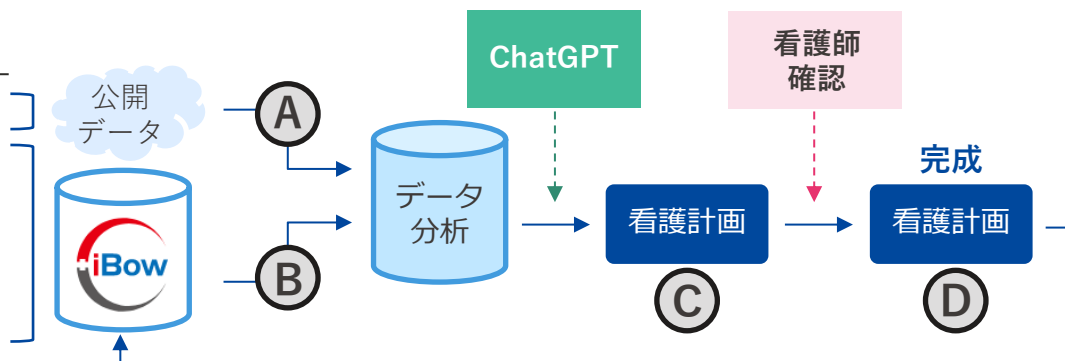 ChatGPT
看護師
確認
公開
データ
A
データ
分析
iBow
B
看護計画
C
完成
看護計画
D